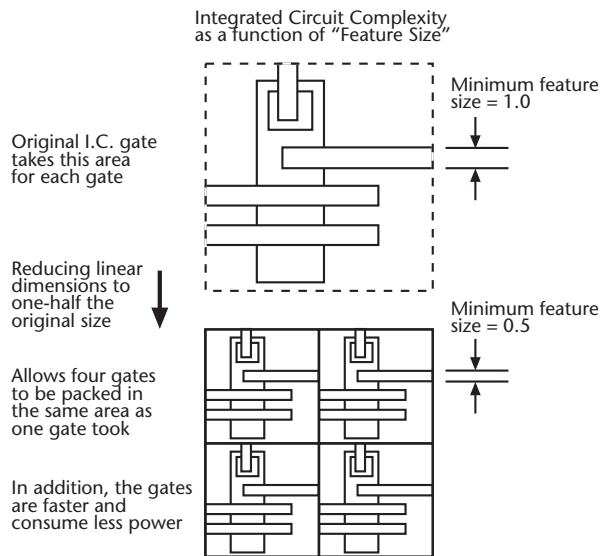 Integrated Circuit Complexity
as a function of “Feature Size”
Minimum feature
size = 1.0
Original I.C. gate
takes this area
for each gate
Reducing linear
dimensions to
one-half the
original size
Minimum feature
size = 0.5
Allows four gates
to be packed in
the same area as
one gate took
In addition, the gates
are faster and
consume less power